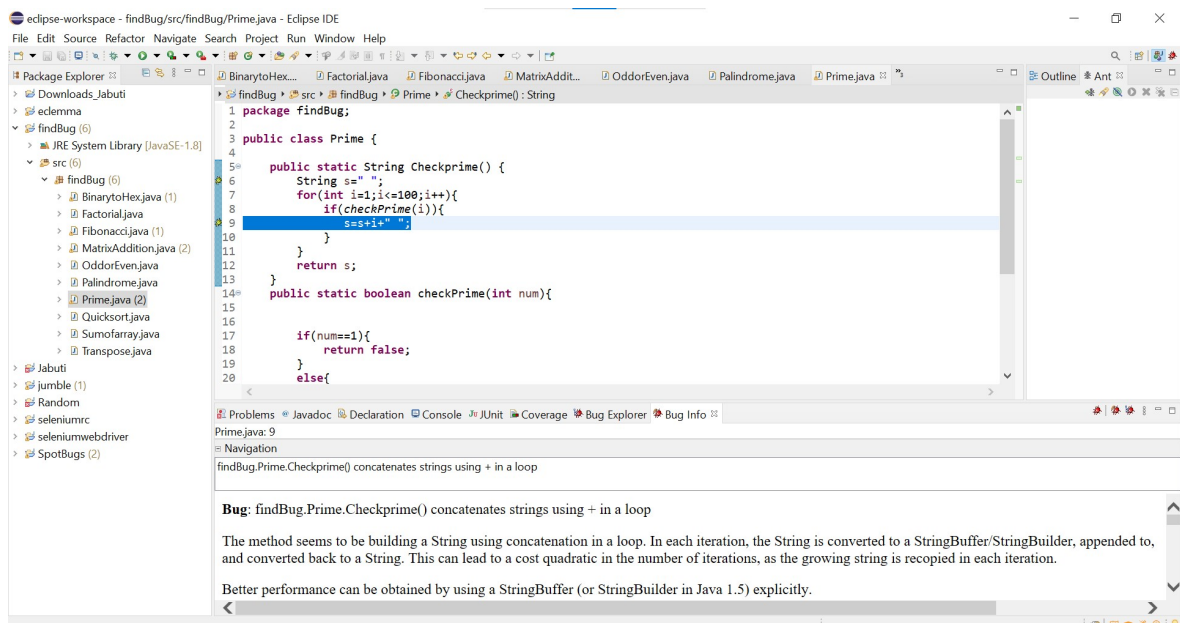 eclipse-workspace - findBug/src/findBug/Prime.java - Eclipse IDE
File Edit Source Refactor Navigate Search Project Run Window Help
Package Explorer
Downloads_Jabuti
eclemma
findBug (6)
JRE System Library [JavaSE-1.8]
src (6)
findBug (6)
BinarytoHex.java (1)
Factorial.java
Fibonacci.java (1)
MatrixAddition.java (2)
OddorEven.java
Palindrome.java
Prime.java (2)
Quicksort.java
Sumofarray.java
Transpose.java
Jabuti
jumble (1)
Random
seleniumrc
seleniumwebdriver
SpotBugs (2)
BinarytoHex.... Factorial.java Fibonacci.java MatrixAddit... OddorEven.java Palindrome.java Prime.java
findBug src findBug Prime Checkprime() : String
1 package findBug;
2
3 public class Prime {
4
5 public static String Checkprime() {
6 String s=" ";
7 for(int i=1;i<=100;i++){
8 if(checkPrime(i)){
9 s=s+i+" ";
10 }
11 }
12 return s;
13 }
14 public static boolean checkPrime(int num){
15
16
17 if(num==1){
18 return false;
19 }
20 else{
Outline Ant
Problems Javadoc Declaration Console JUnit Coverage Bug Explorer Bug Info
Prime.java: 9
Navigation
findBug.Prime.Checkprime() concatenates strings using + in a loop
Bug: findBug.Prime.Checkprime() concatenates strings using + in a loop
The method seems to be building a String using concatenation in a loop. In each iteration, the String is converted to a StringBuffer/StringBuilder, appended to,
and converted back to a String. This can lead to a cost quadratic in the number of iterations, as the growing string is recopied in each iteration.
Better performance can be obtained by using a StringBuffer (or StringBuilder in Java 1.5) explicitly.